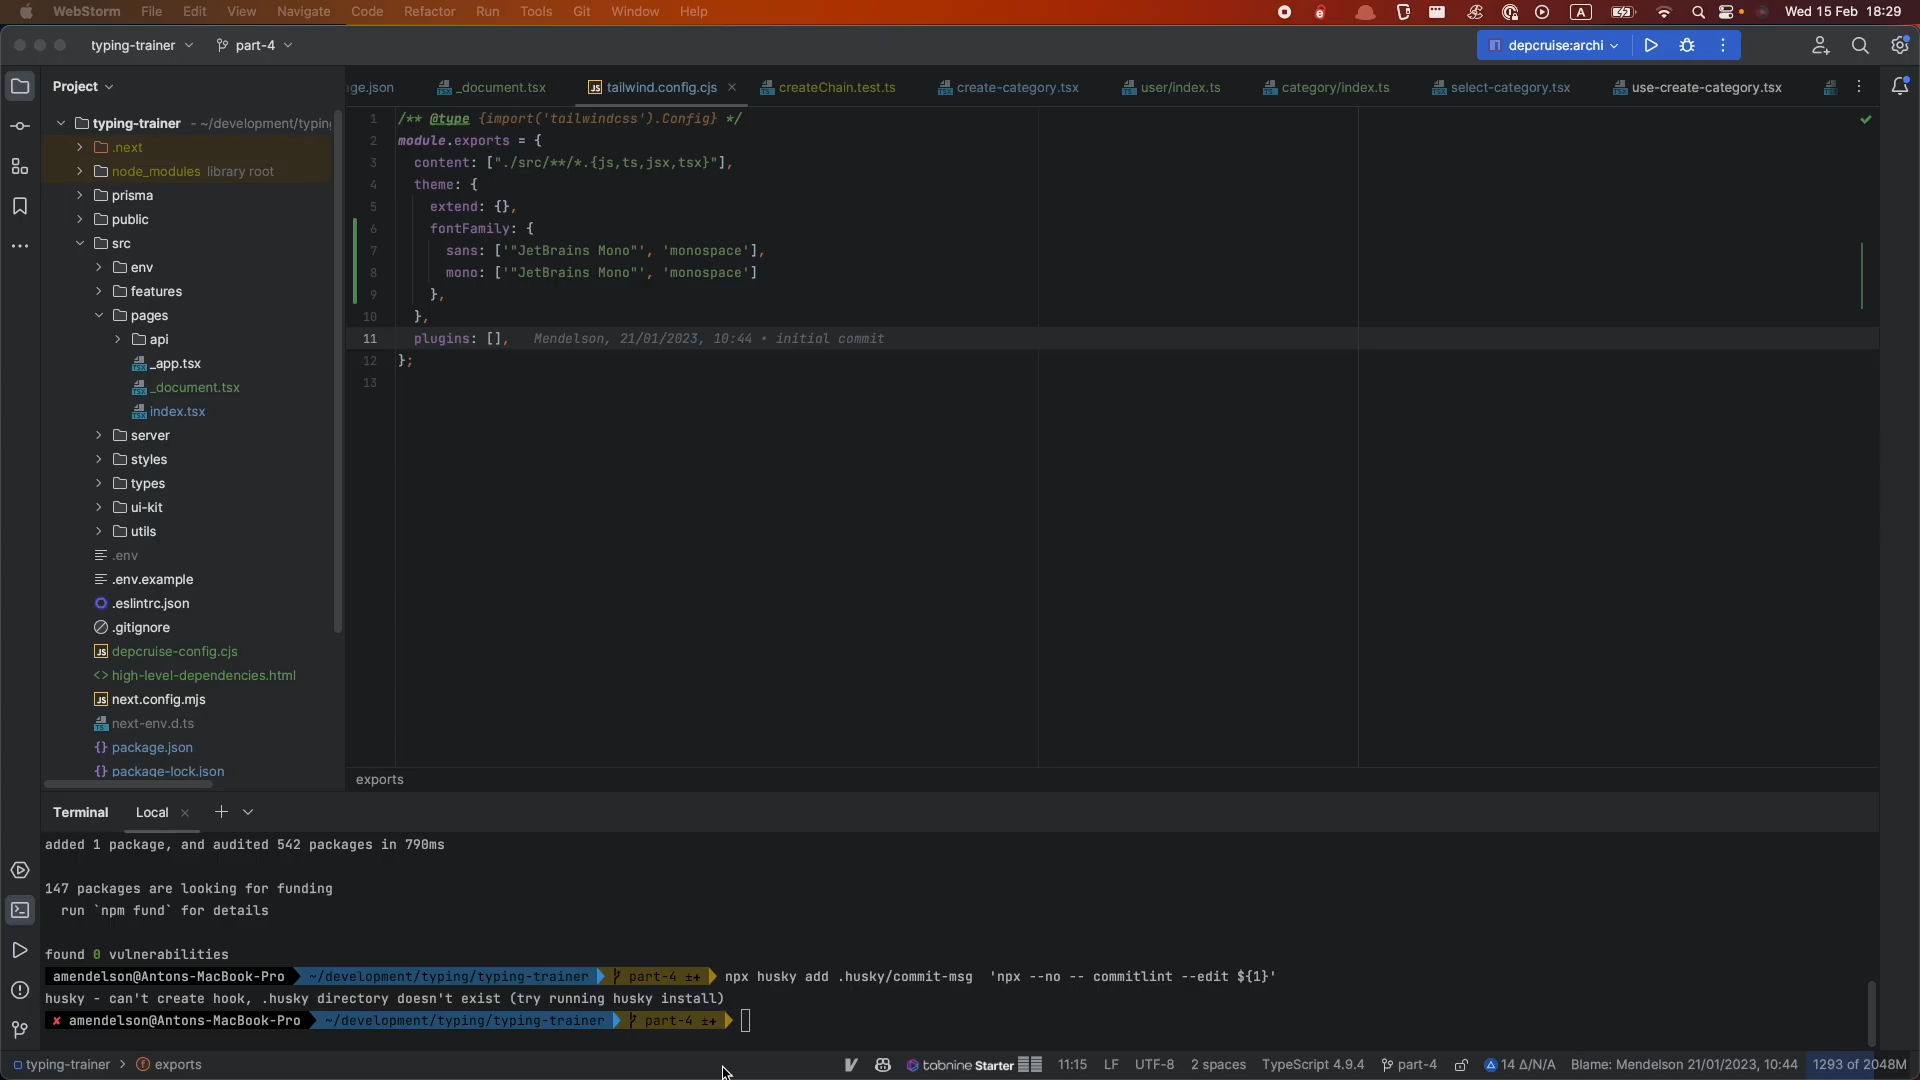 WebStorm File Edit View Navigate Code Refactor Run Tools Git Window Help A Wed 15 Feb 18:29
typing-trainer part-4 depcruise:archi
Project
ge.json _document.tsx tailwind.config.cjs createChain.test.ts create-category.tsx user/index.ts category/index.ts select-category.tsx use-create-category.tsx
typing-trainer - ~/development/typin
.next
node_modules library root
prisma
public
src
env
features
pages
api
_app.tsx
_document.tsx
index.tsx
server
styles
types
ui-kit
utils
.env
.env.example
.eslintrc.json
.gitignore
depcruise-config.cjs
high-level-dependencies.html
next.config.mjs
next-env.d.ts
package.json
package-lock.json
1 /** @type {import('tailwindcss').Config} */
2 module.exports = {
3 content: ["./src/**/*.{js,ts,jsx,tsx}"],
4 theme: {
5 extend: {},
6 fontFamily: {
7 sans: ['"JetBrains Mono"', 'monospace'],
8 mono: ['"JetBrains Mono"', 'monospace']
9 },
10 },
11 plugins: [], Mendelson, 21/01/2023, 10:44 • initial commit
12 };
13
exports
Terminal Local
added 1 package, and audited 542 packages in 790ms
147 packages are looking for funding
run `npm fund` for details
found 0 vulnerabilities
amendelson@Antons-MacBook-Pro ~/development/typing/typing-trainer part-4 ±+ npx husky add .husky/commit-msg 'npx --no -- commitlint --edit ${1}'
husky - can't create hook, .husky directory doesn't exist (try running husky install)
✘ amendelson@Antons-MacBook-Pro ~/development/typing/typing-trainer part-4 ±+
typing-trainer exports tabnine Starter 11:15 LF UTF-8 2 spaces TypeScript 4.9.4 part-4 14 Δ/N/A Blame: Mendelson 21/01/2023, 10:44 1293 of 2048M